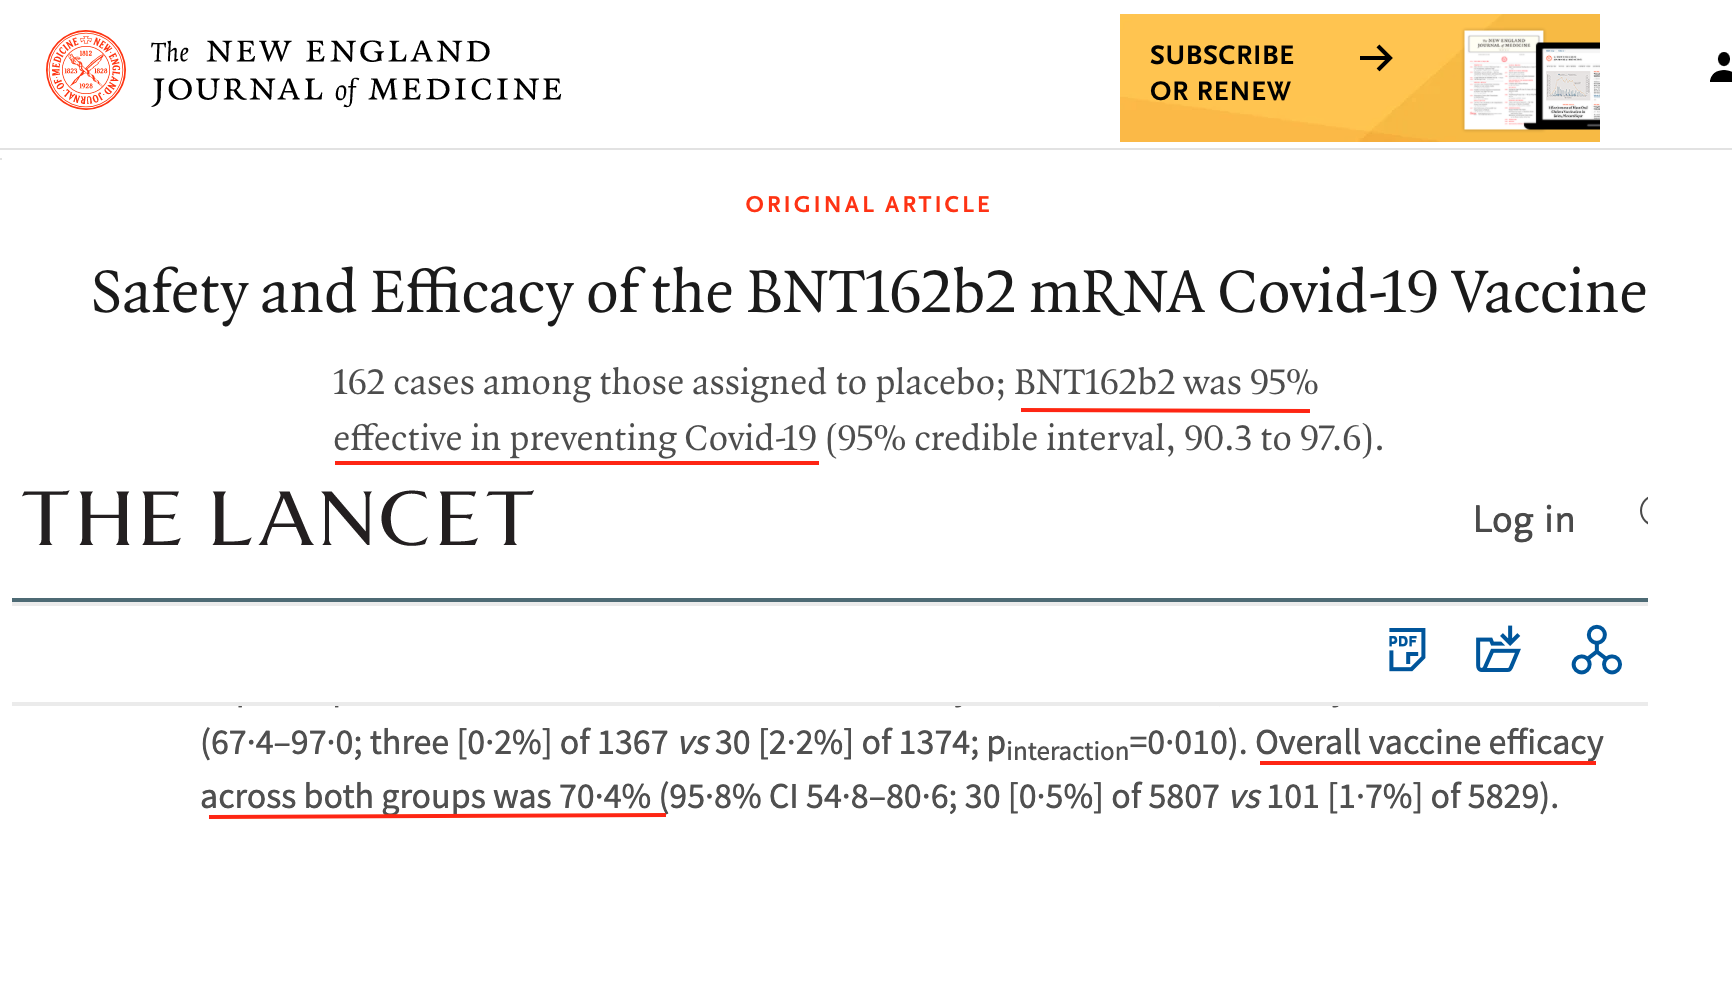 The NEW ENGLAND
JOURNAL of MEDICINE
SUBSCRIBE
OR RENEW
ORIGINAL ARTICLE
Safety and Efficacy of the BNT162b2 mRNA Covid-19 Vaccine
162 cases among those assigned to placebo; BNT162b2 was 95%
effective in preventing Covid-19 (95% credible interval, 90.3 to 97.6).
THE LANCET
Log in
PDF
(67·4–97·0; three [0·2%] of 1367 vs 30 [2·2%] of 1374; pinteraction=0·010). Overall vaccine efficacy
across both groups was 70·4% (95·8% CI 54·8–80·6; 30 [0·5%] of 5807 vs 101 [1·7%] of 5829).